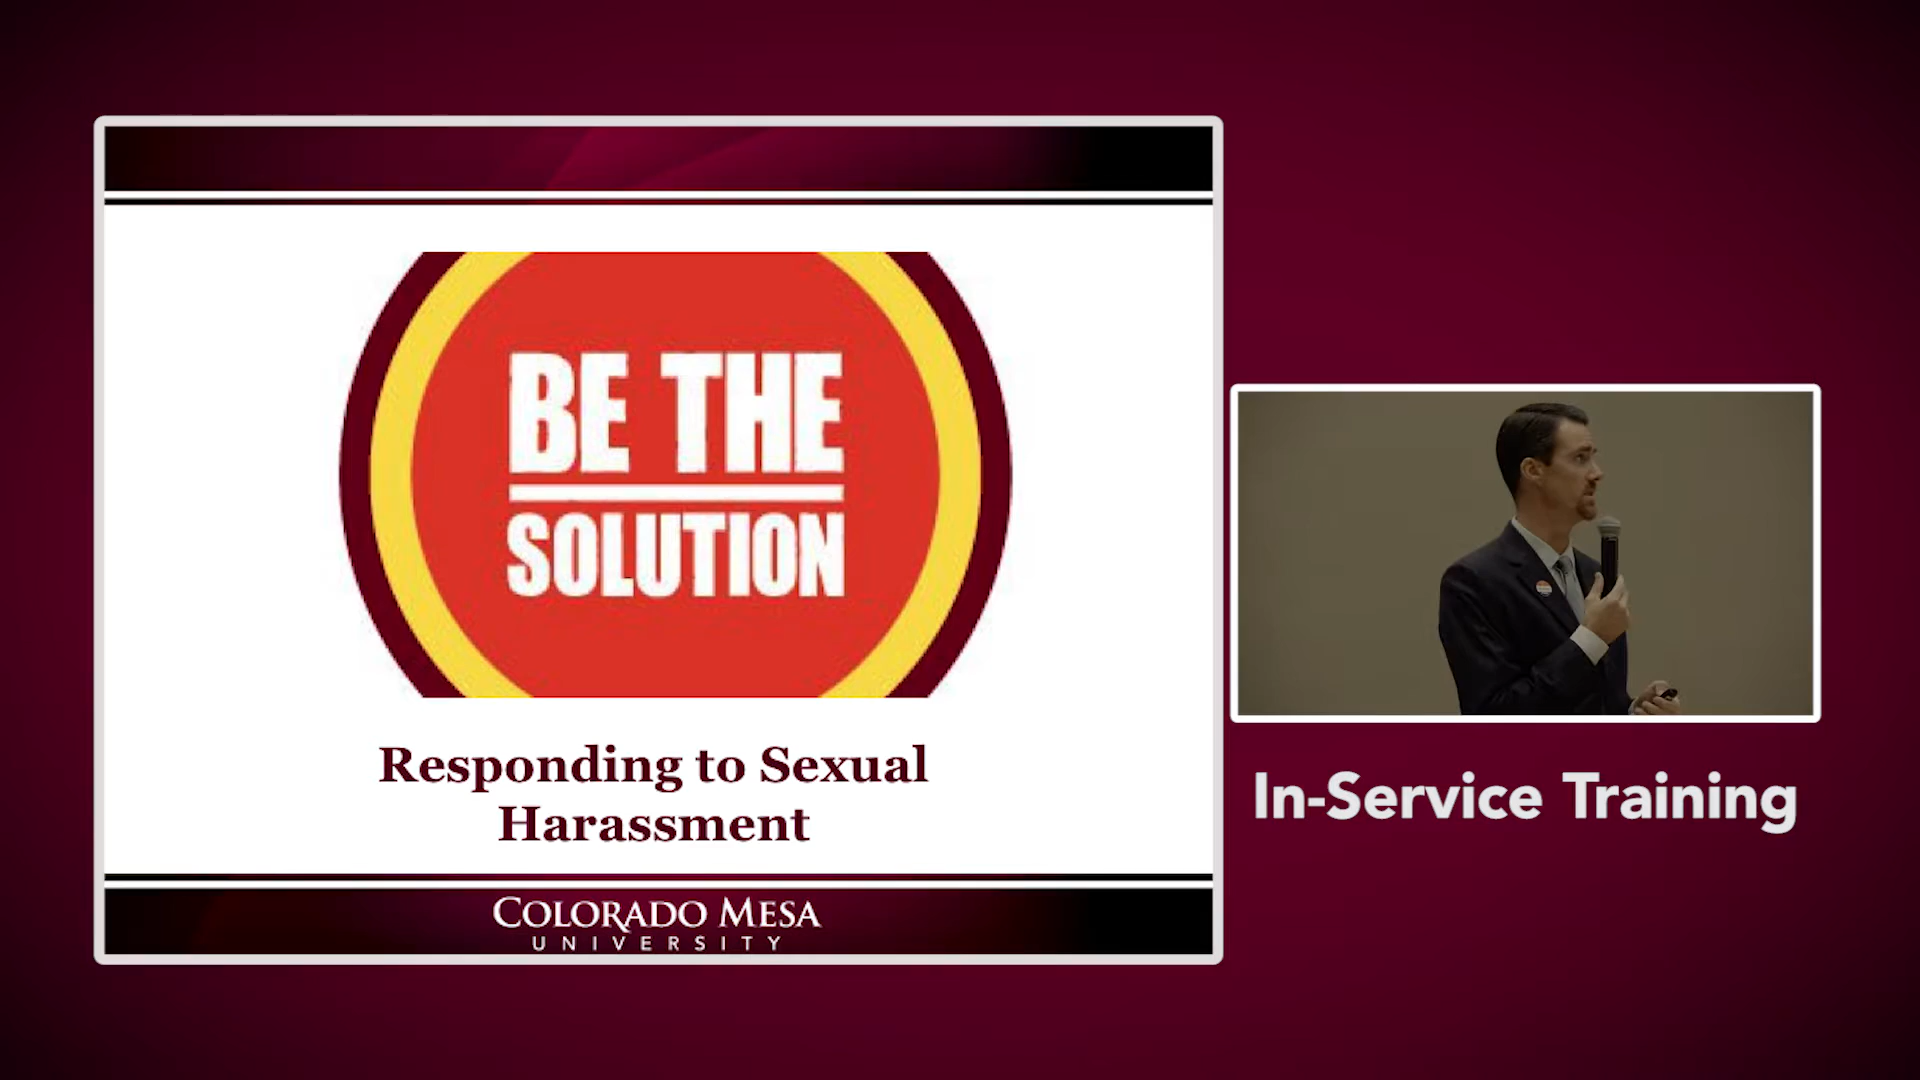 BE THE
SOLUTION
Responding to Sexual
Harassment
COLORADO MESA
UNIVERSITY
In-Service Training